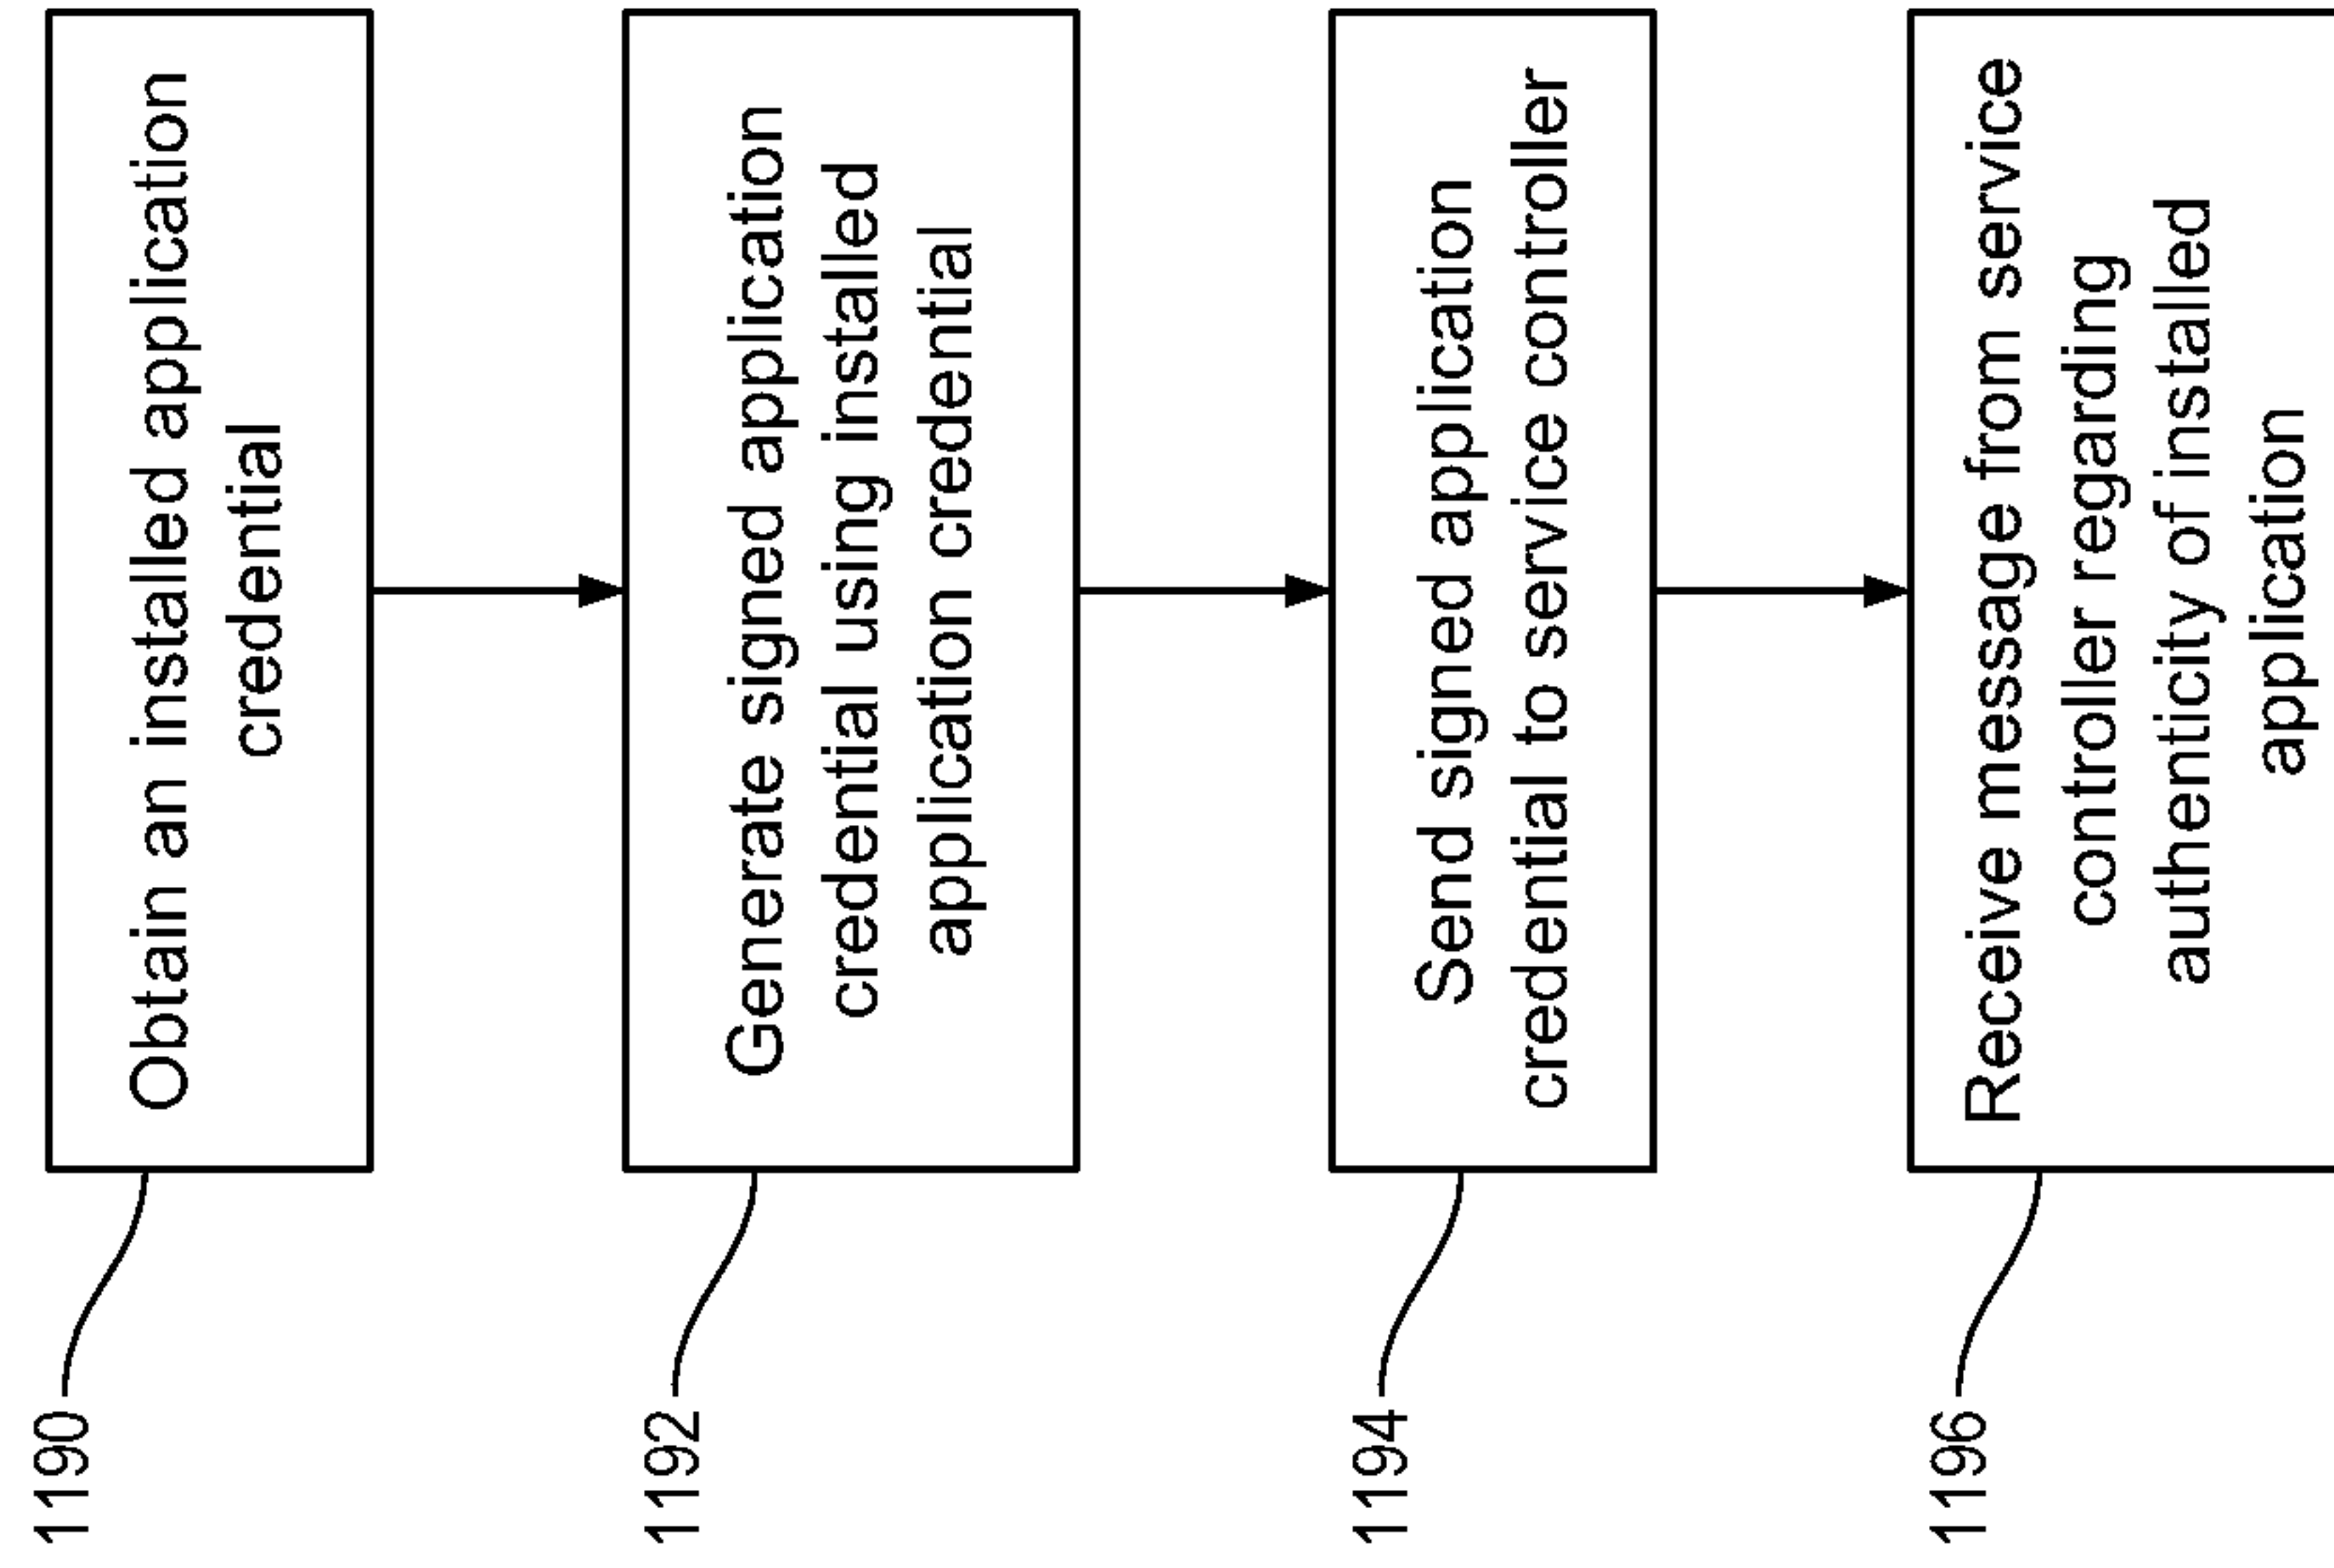 1190
Obtain an installed application
credential
1192
Generate signed application
credential using installed
application credential
1194
Send signed application
credential to service controller
1196
Receive message from service
controller regarding
authenticity of installed
application